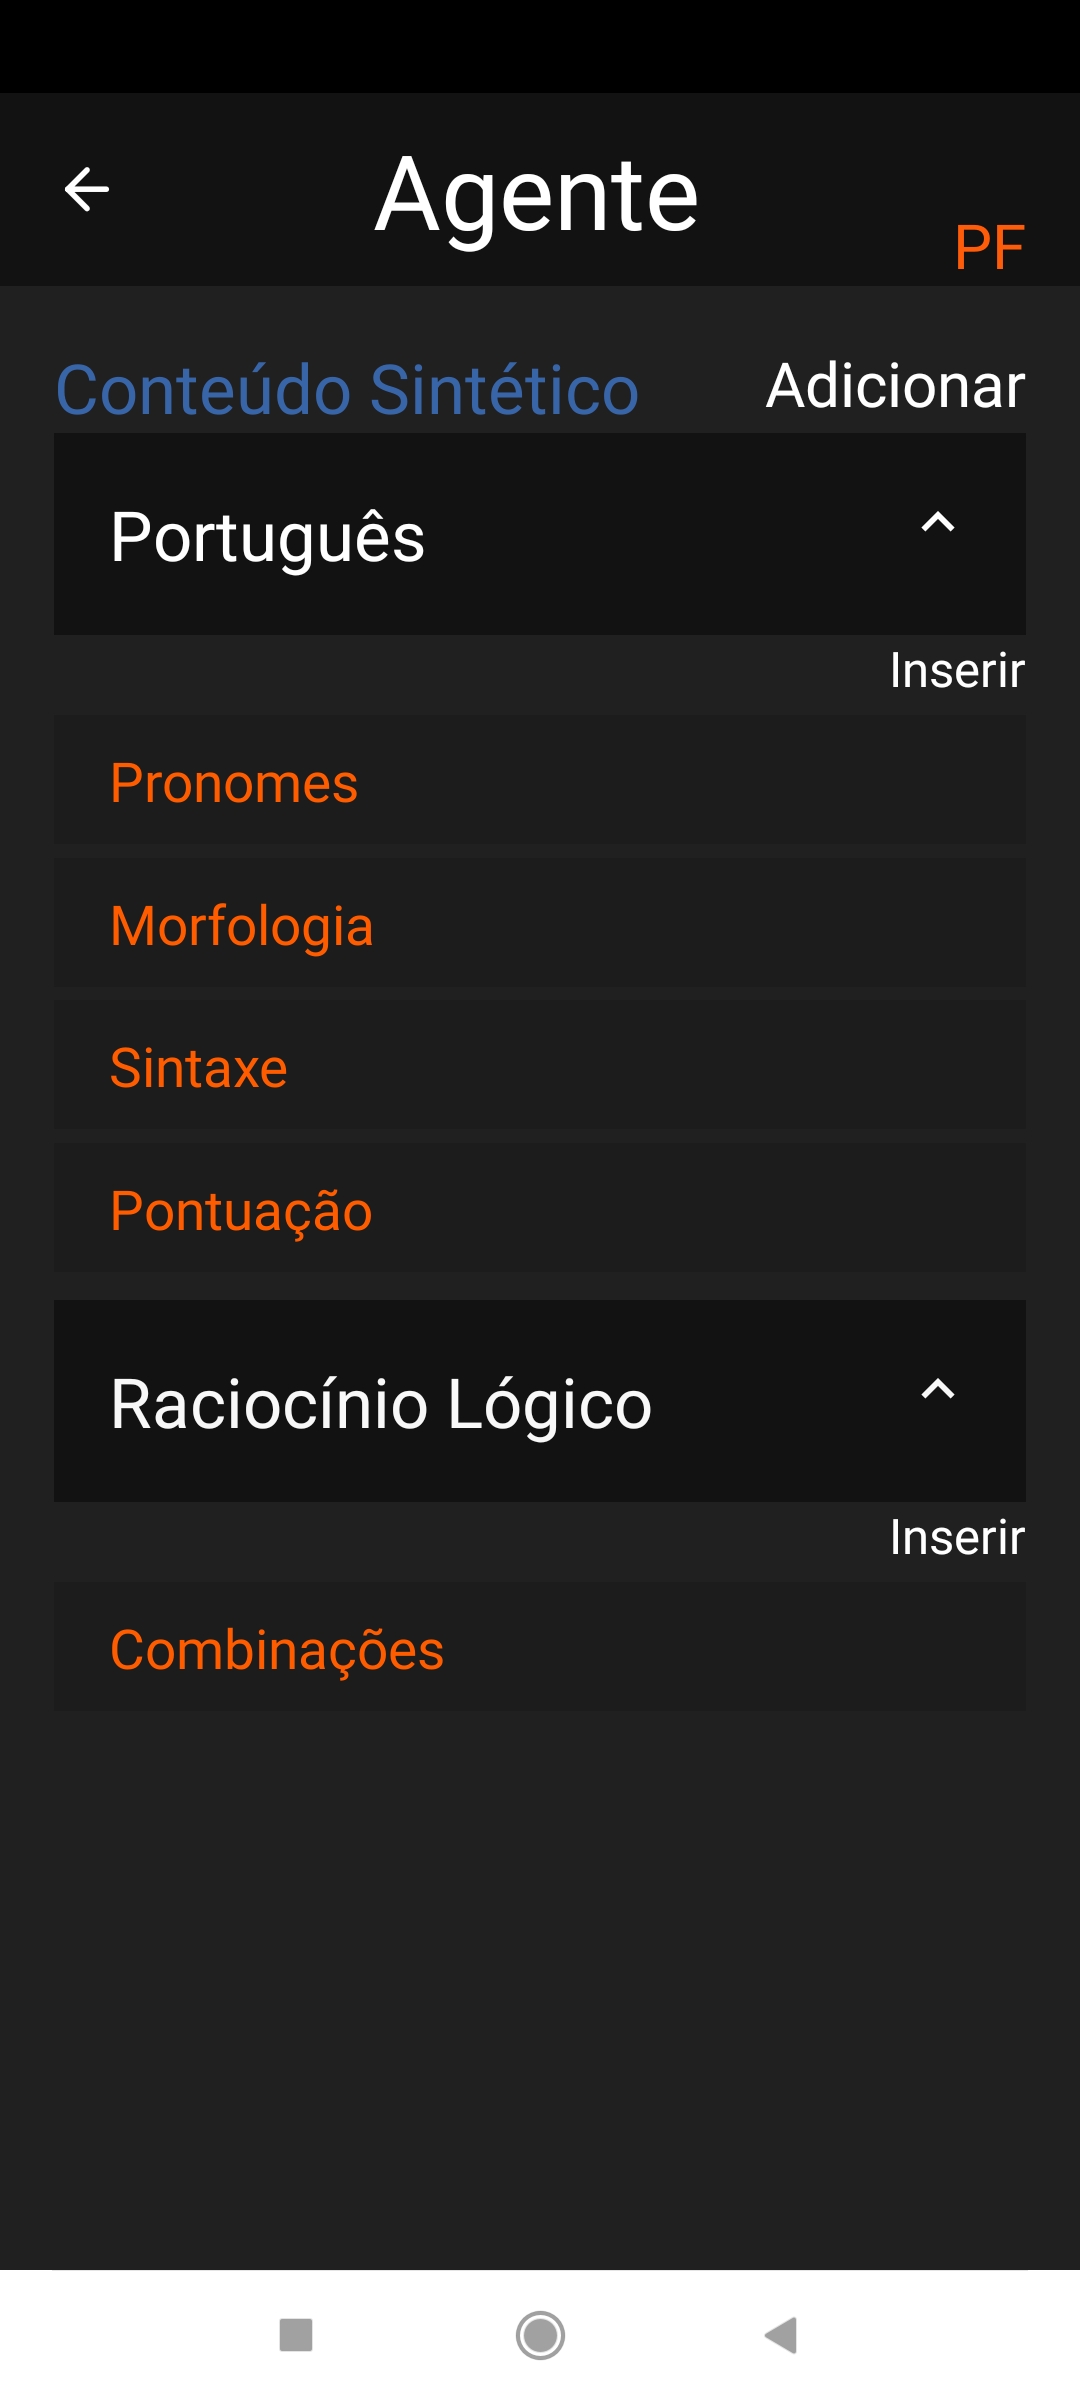 Agente
PF
Conteúdo Sintético
Adicionar
Português
Inserir
Pronomes
Morfologia
Sintaxe
Pontuação
Raciocínio Lógico
Inserir
Combinações